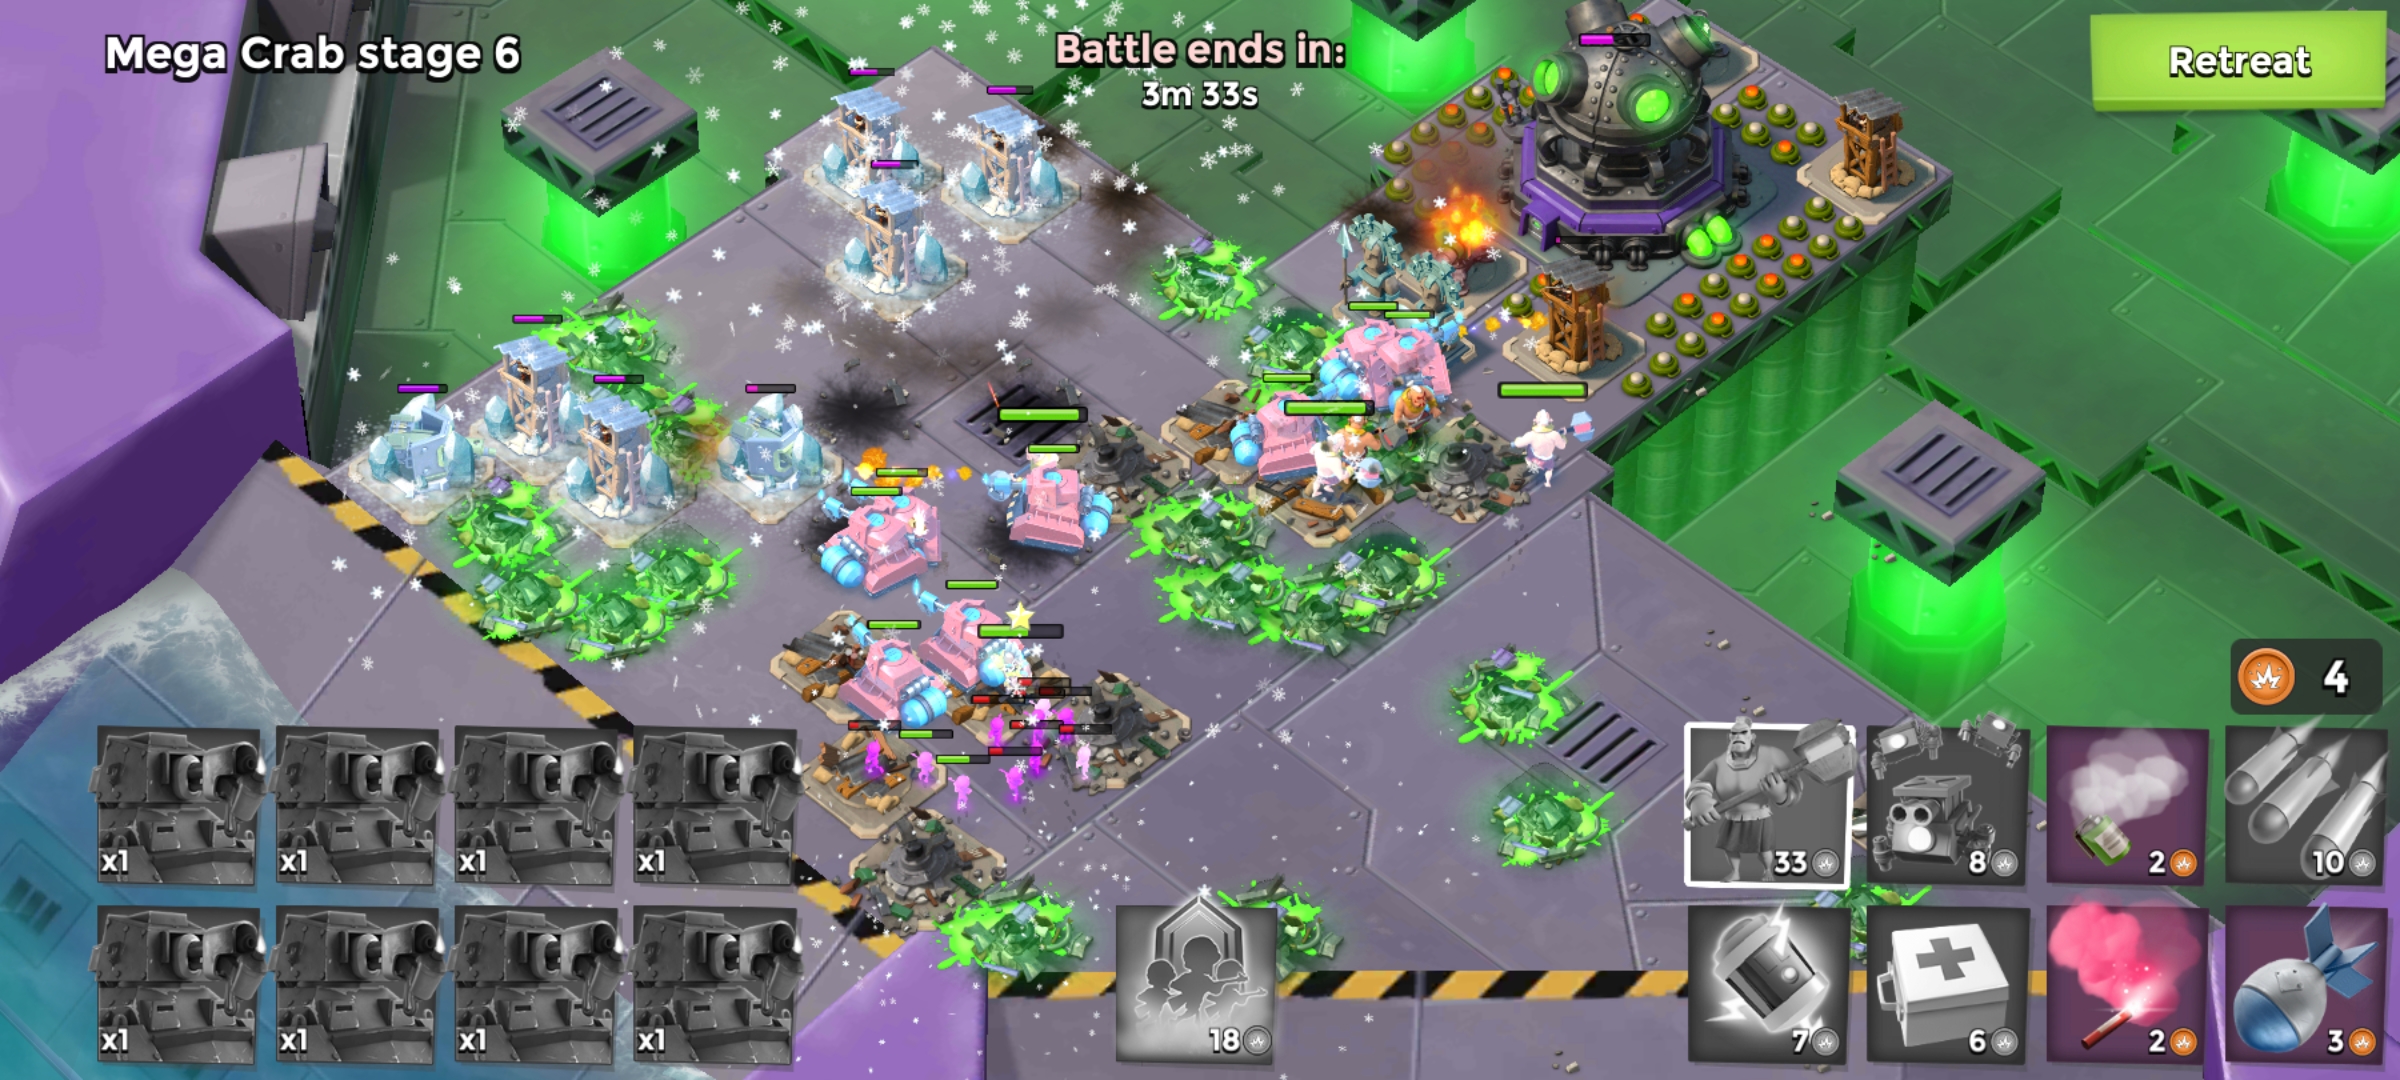 Mega Crab stage 6
Battle ends in:
3m 33s
Retreat
4
x1
x1
x1
x1
33
8
2
10
x1
x1
x1
x1
18
7
6
2
3